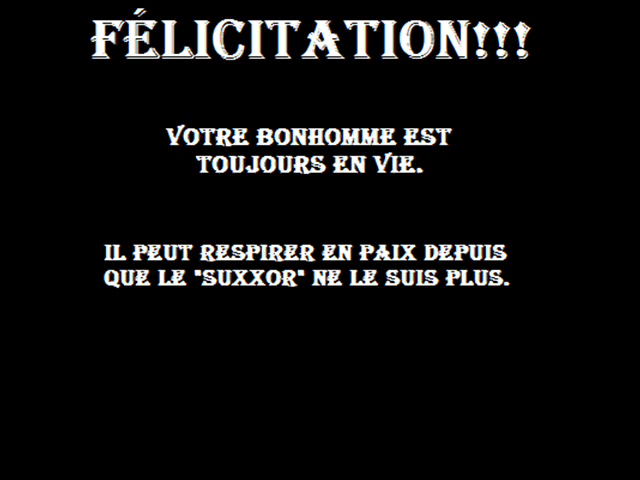 FÉLICITATION!!!
VOTRE BONHOMME EST
TOUJOURS EN VIE.
IL PEUT RESPIRER EN PAIX DEPUIS
QUE LE "SUXXOR" NE LE SUIS PLUS.